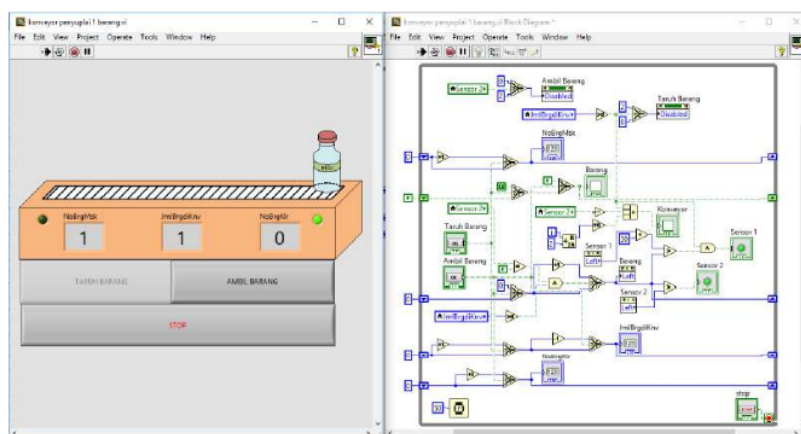 konveyor penyuplai 1 barang.vi
File Edit View Project Operate Tools Window Help
NoBrgMsk
JmlBrgdiKnv
NoBrgKlr
1
1
0
TARUH BARANG
AMBIL BARANG
STOP
konveyor penyuplai 1 barang.vi Block Diagram *
File Edit View Project Operate Tools Window Help
Ambil Barang
Sensor 2
Disabled
Taruh Barang
JmlBrgdiKnv
Disabled
NoBrgMsk
Barang
Sensor 2
Sensor 2
Konveyor
Taruh Barang
Sensor 1
Left
Sensor 1
Ambil Barang
Barang
Left
Sensor 2
Sensor 2
Left
JmlBrgdiKnv
JmlBrgdiKnv
NoBrgKlr
stop